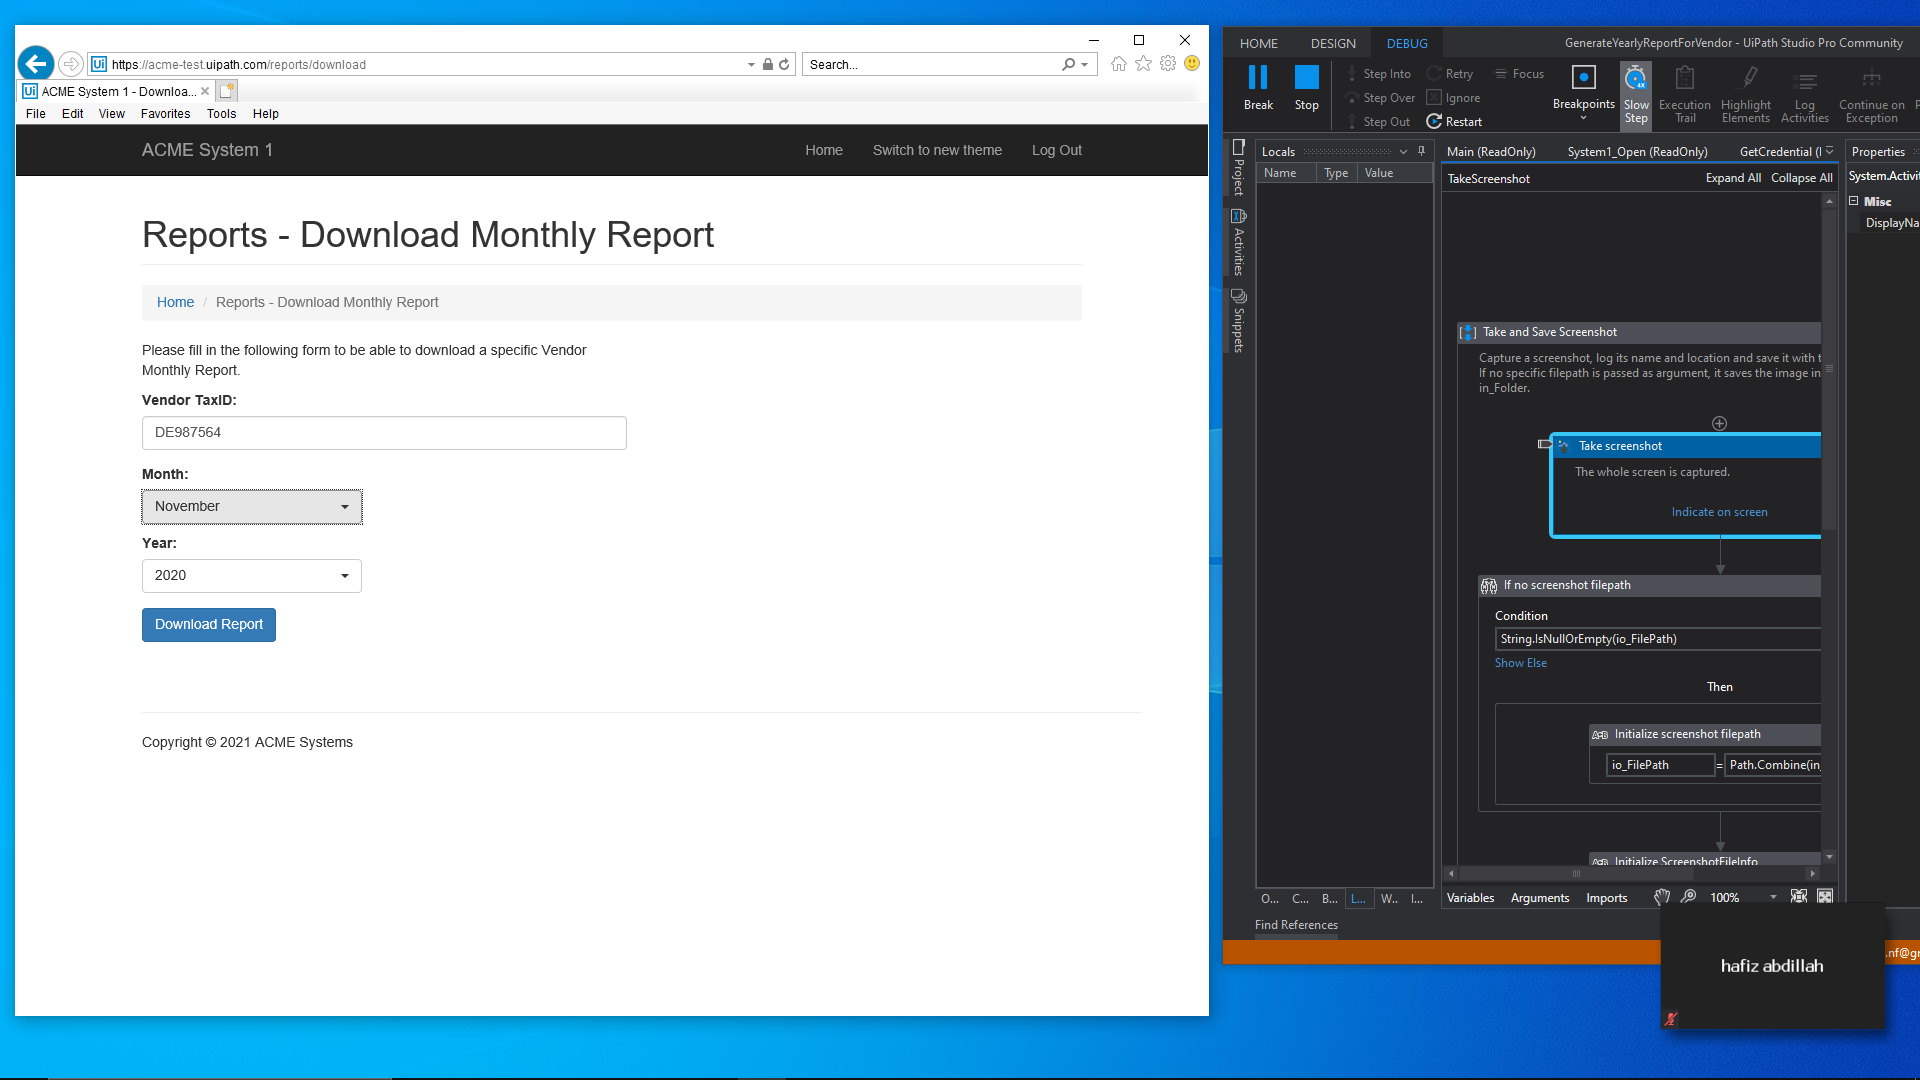 https://acme-test.uipath.com/reports/download
Search...
ACME System 1 - Downloa...
File Edit View Favorites Tools Help
ACME System 1
Home Switch to new theme Log Out
Reports - Download Monthly Report
Home / Reports - Download Monthly Report
Please fill in the following form to be able to download a specific Vendor
Monthly Report.
Vendor TaxID:
DE987564
Month:
November
Year:
2020
Download Report
Copyright © 2021 ACME Systems
HOME DESIGN DEBUG
GenerateYearlyReportForVendor - UiPath Studio Pro Community
Break
Stop
Step Into
Step Over
Step Out
Retry
Ignore
Restart
Focus
Breakpoints
Slow
Step
Execution
Trail
Highlight
Elements
Log
Activities
Continue on
Exception
Project
Activities
Snippets
Locals
Name Type Value
Main (ReadOnly) System1_Open (ReadOnly) GetCredential (
TakeScreenshot
Expand All Collapse All
Properties
System.Activit
Misc
DisplayNa
Take and Save Screenshot
Capture a screenshot, log its name and location and save it with t
If no specific filepath is passed as argument, it saves the image in
in_Folder.
Take screenshot
The whole screen is captured.
Indicate on screen
If no screenshot filepath
Condition
String.IsNullOrEmpty(io_FilePath)
Show Else
Then
A=B Initialize screenshot filepath
io_FilePath = Path.Combine(in_
A=B Initialize ScreenshotFileInfo
O... C... B... L... W.. I...
Variables Arguments Imports
100%
Find References
.nf@gr
hafiz abdillah